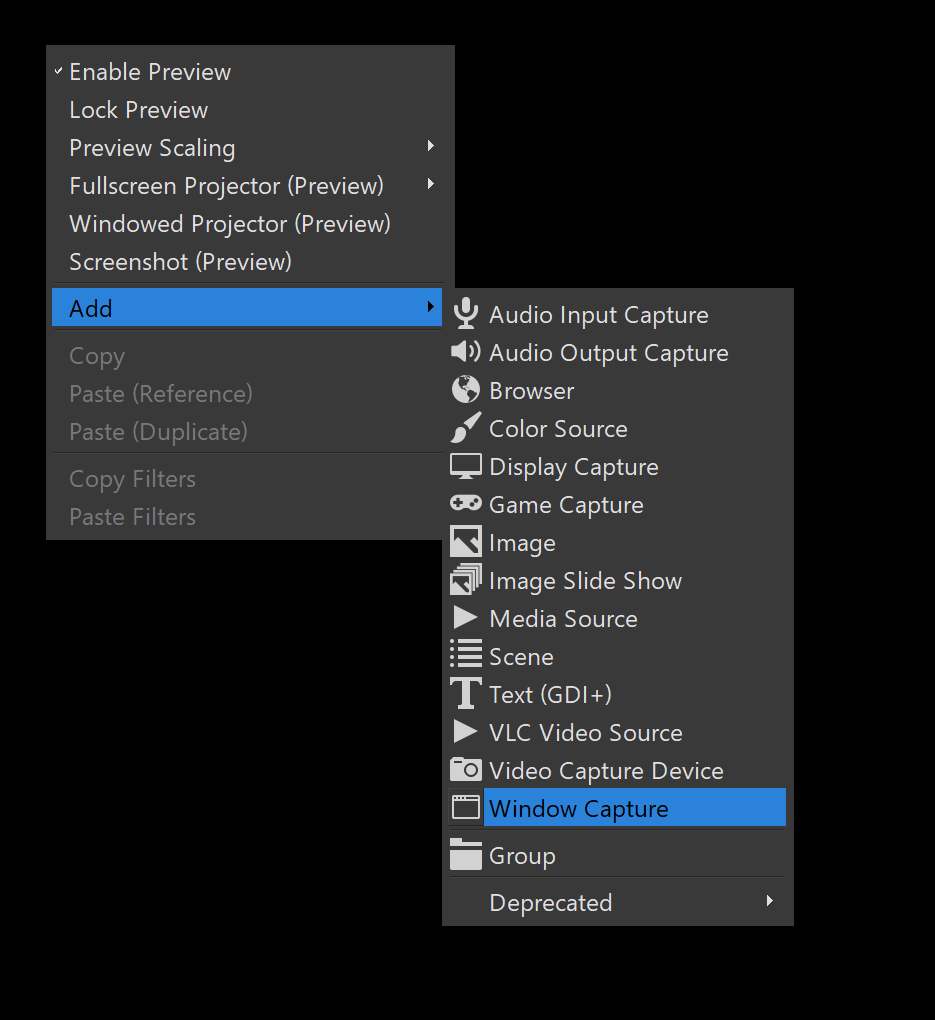 Enable Preview
Lock Preview
Preview Scaling
Fullscreen Projector (Preview)
Windowed Projector (Preview)
Screenshot (Preview)
Add
Copy
Paste (Reference)
Paste (Duplicate)
Copy Filters
Paste Filters
Audio Input Capture
Audio Output Capture
Browser
Color Source
Display Capture
Game Capture
Image
Image Slide Show
Media Source
Scene
Text (GDI+)
VLC Video Source
Video Capture Device
Window Capture
Group
Deprecated